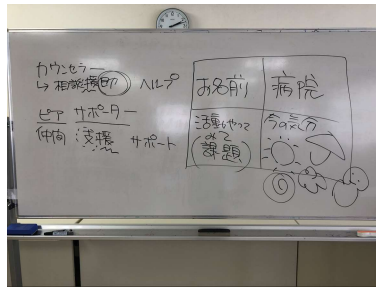 カウンセラー
↳ 相談援助 ヘルプ
ピア サポーター
仲間 支援 サポート
お名前 病院
活動をやって
みて
(課題)
今の気分